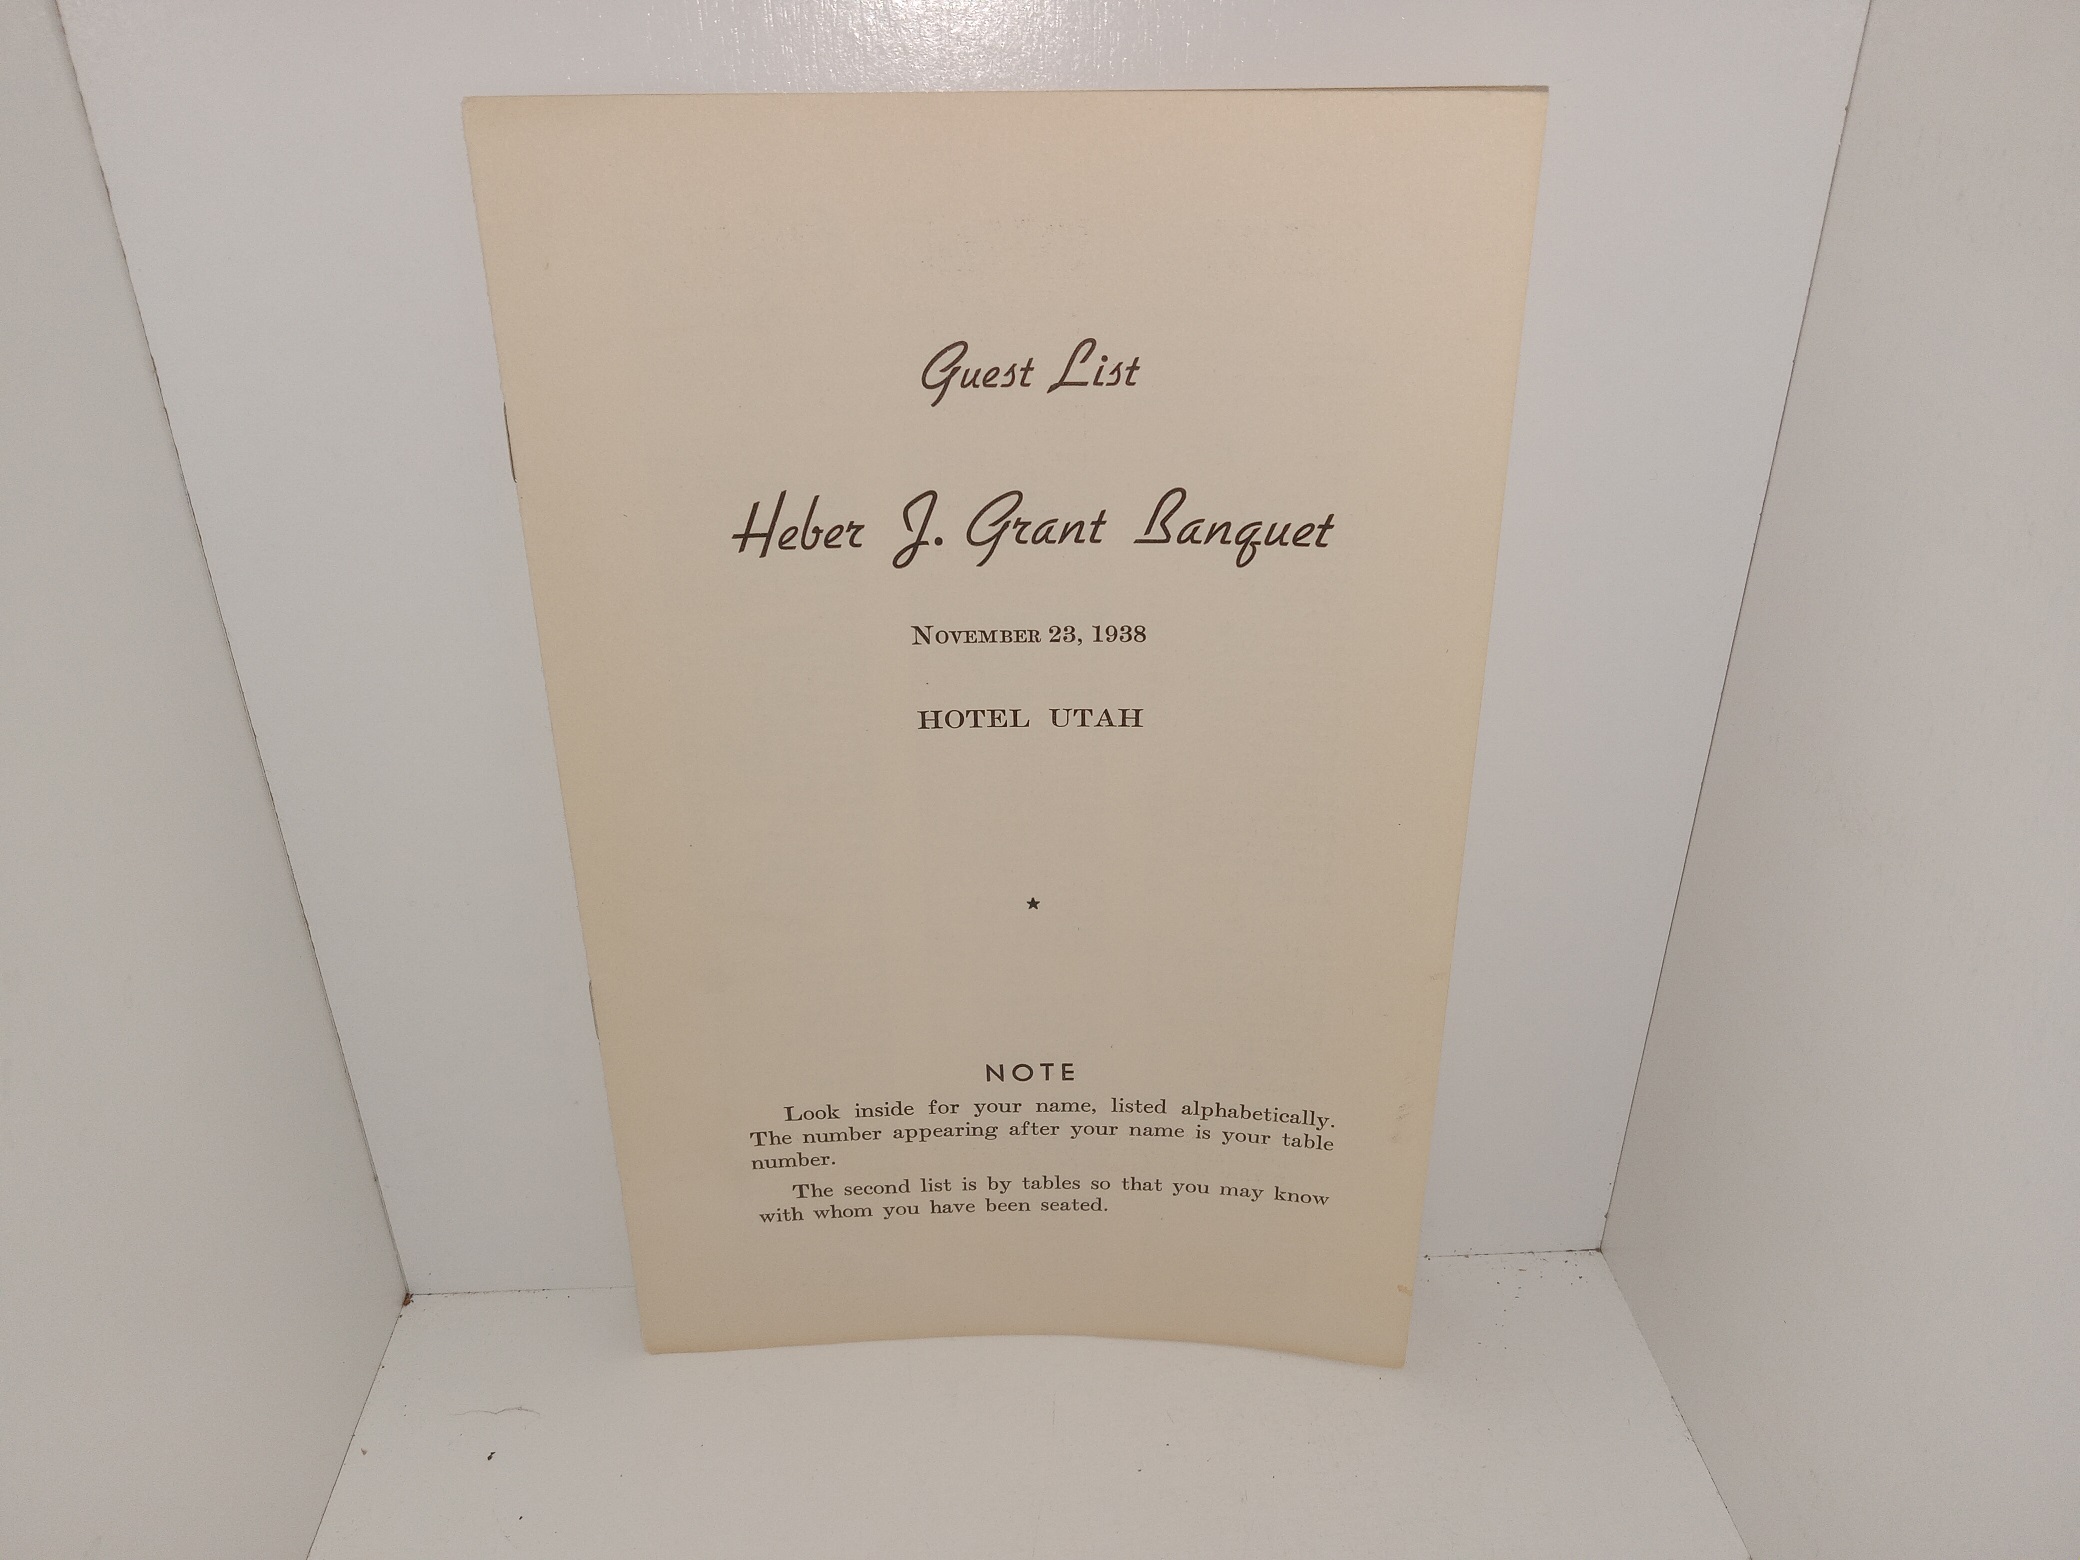 Guest List
Heber J. Grant Banquet
NOVEMBER 23, 1938
HOTEL UTAH
★
NOTE
Look inside for your name, listed alphabetically.
The number appearing after your name is your table
number.
The second list is by tables so that you may know
with whom you have been seated.